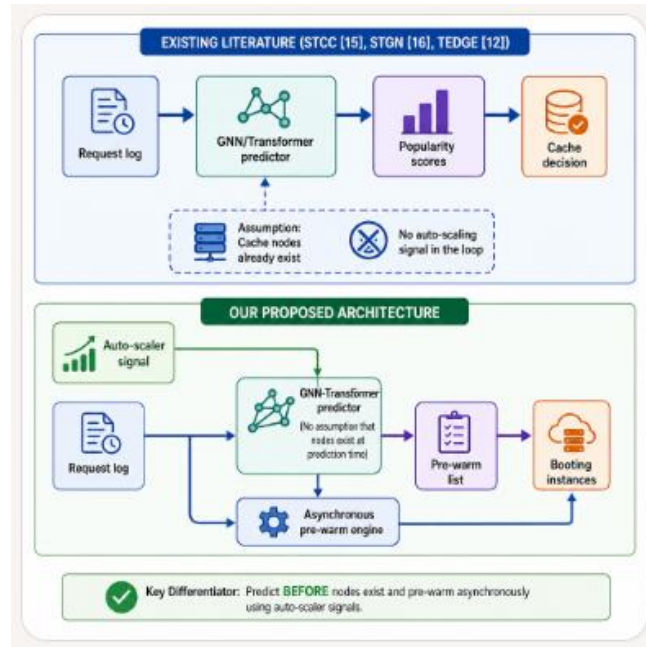 EXISTING LITERATURE (STCC [15], STGN [16], TEDGE [12])
Request log
GNN/Transformer
predictor
Popularity
scores
Cache
decision
Assumption:
Cache nodes
already exist
No auto-scaling
signal in the loop
OUR PROPOSED ARCHITECTURE
Auto-scaler
signal
Request log
GNN-Transformer
predictor
(No assumption that
nodes exist at
prediction time)
Pre-warm
list
Booting
instances
Asynchronous
pre-warm engine
Key Differentiator: Predict BEFORE nodes exist and pre-warm asynchronously
using auto-scaler signals.